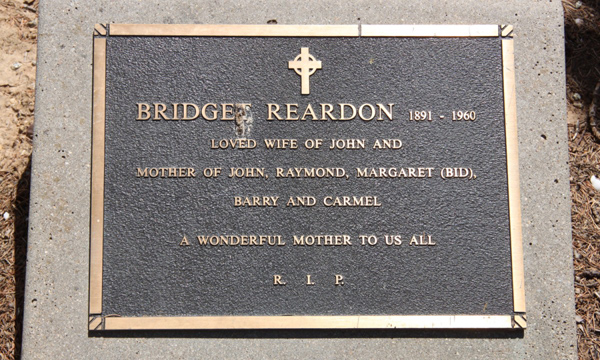 BRIDGET REARDON 1891 - 1960
LOVED WIFE OF JOHN AND
MOTHER OF JOHN, RAYMOND, MARGARET (BID),
BARRY AND CARMEL
A WONDERFUL MOTHER TO US ALL
R. I. P.